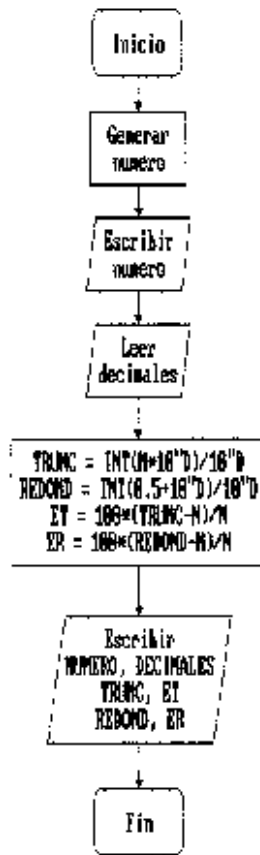 Inicio
Generar
numero
Escribir
numero
Leer
decimales
TRUNC = INT(N*10^D)/10^D
REDOND = INT(0.5+10^D)/10^D
ET = 100*(TRUNC-N)/N
ER = 100*(REDOND-N)/N
Escribir
NUMERO, DECIMALES
TRUNC, ET
REDOND, ER
Fin